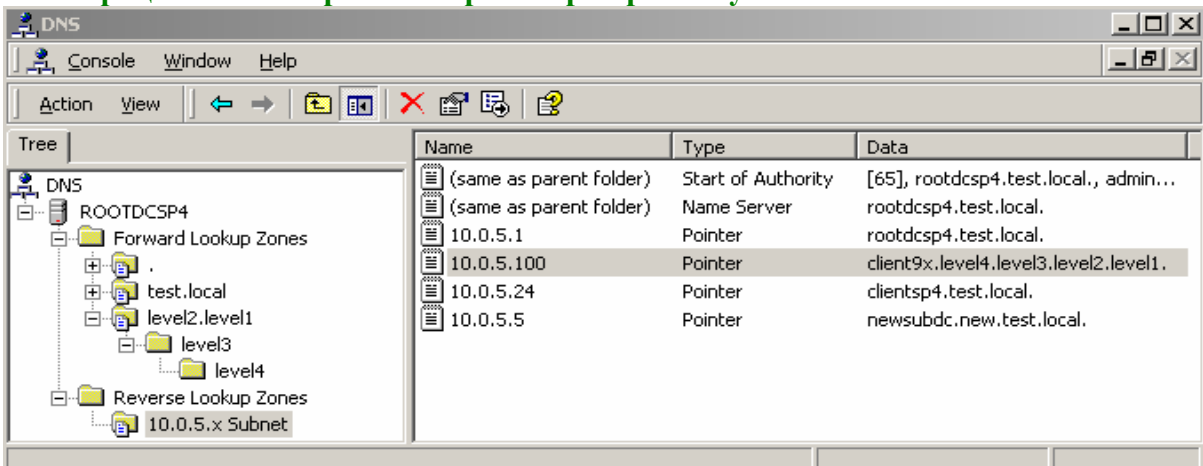 DNS
Console Window Help
Action View
Tree
Name Type Data
DNS
ROOTDCSP4
Forward Lookup Zones
.
test.local
level2.level1
level3
level4
Reverse Lookup Zones
10.0.5.x Subnet
(same as parent folder) Start of Authority [65], rootdcsp4.test.local., admin...
(same as parent folder) Name Server rootdcsp4.test.local.
10.0.5.1 Pointer rootdcsp4.test.local.
10.0.5.100 Pointer client9x.level4.level3.level2.level1.
10.0.5.24 Pointer clientsp4.test.local.
10.0.5.5 Pointer newsubdc.new.test.local.